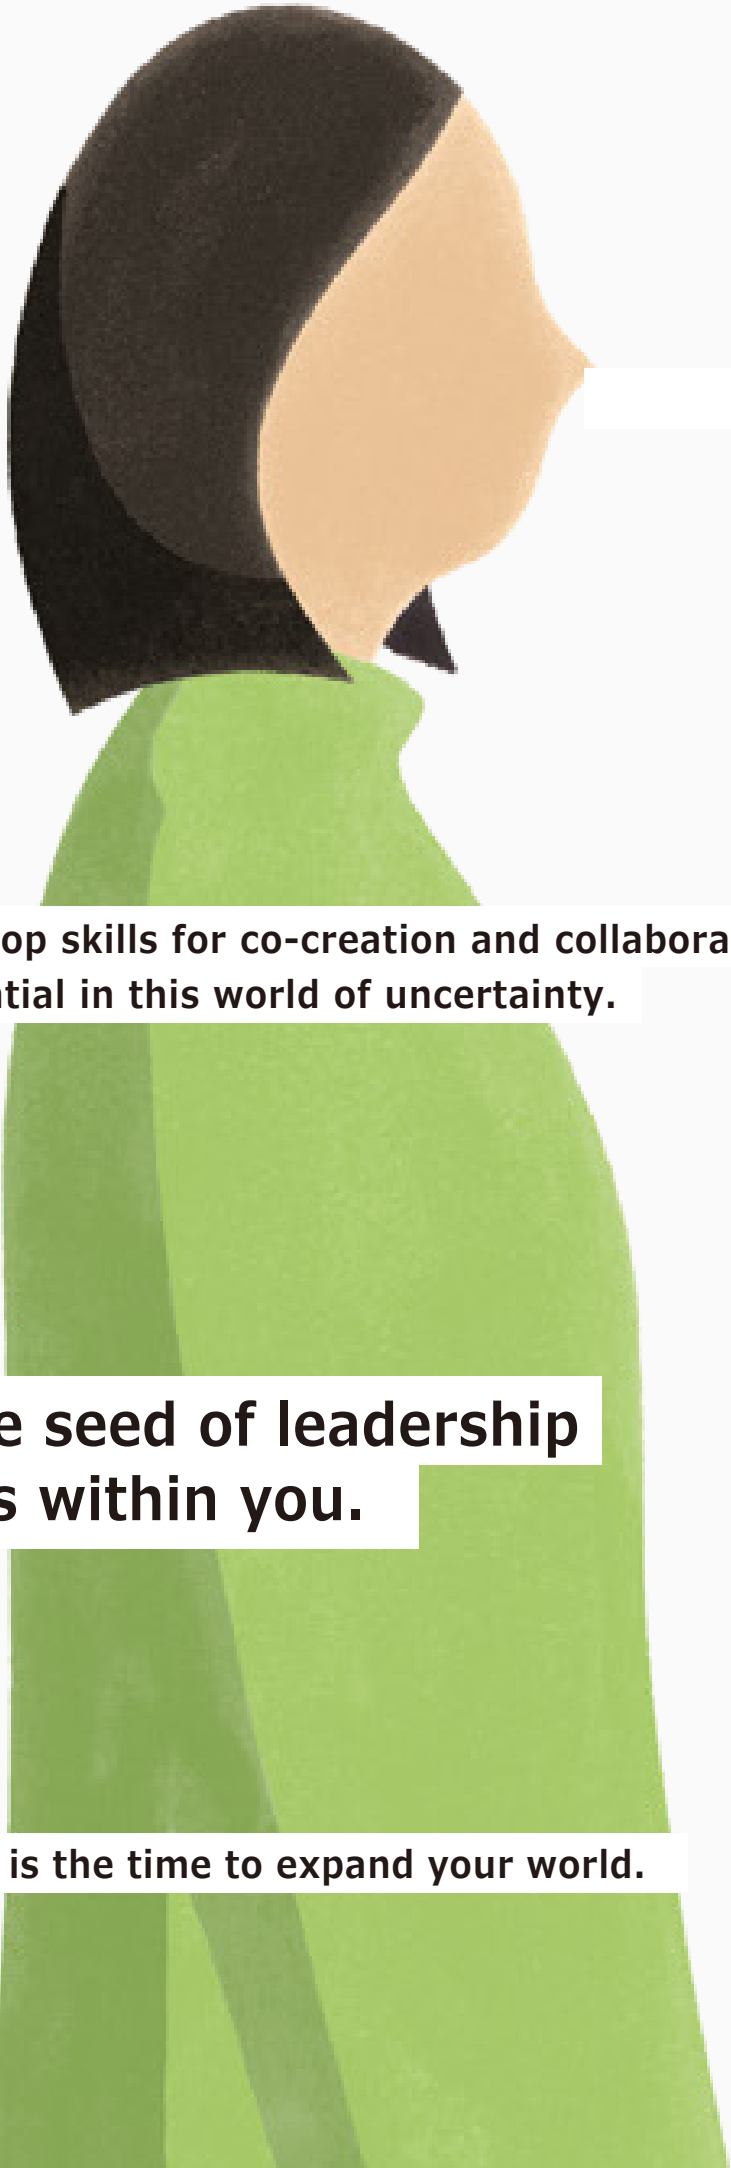 op skills for co-creation and collabora
tial in this world of uncertainty.
e seed of leadership
s within you.
is the time to expand your world.